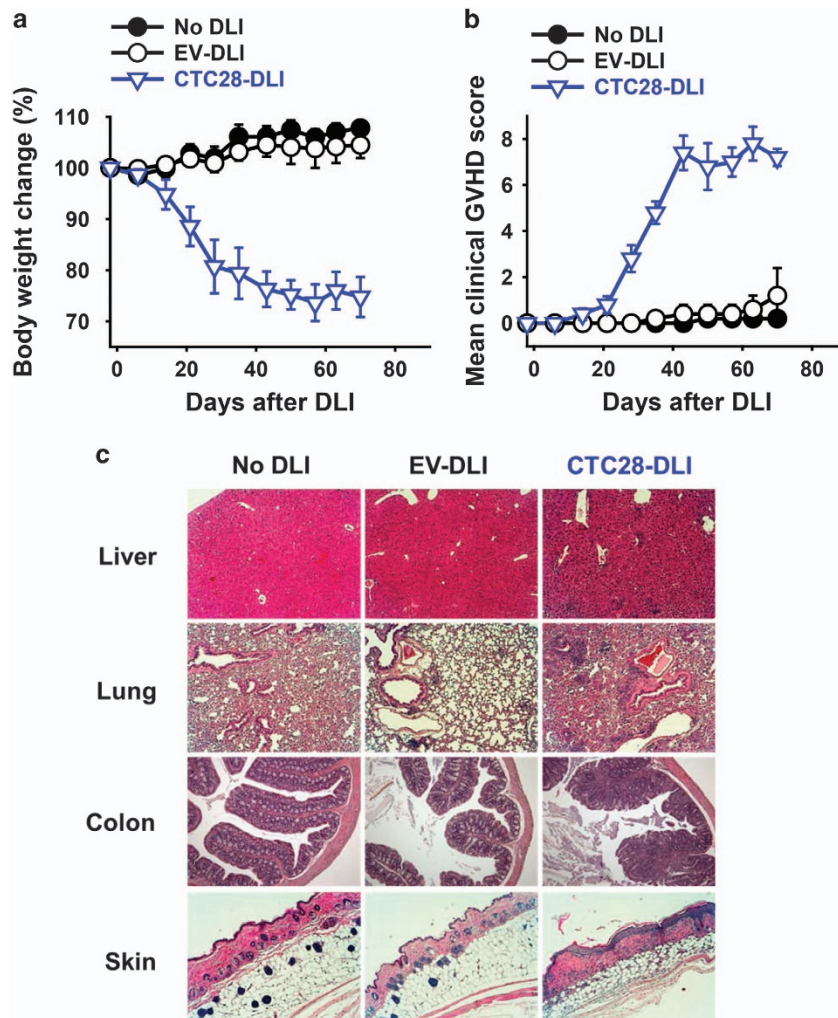 a
No DLI
EV-DLI
CTC28-DLI
Body weight change (%)
110
100
90
80
70
0 20 40 60 80
Days after DLI
b
No DLI
EV-DLI
CTC28-DLI
Mean clinical GVHD score
8
6
4
2
0
0 20 40 60 80
Days after DLI
c
No DLI EV-DLI CTC28-DLI
Liver
Lung
Colon
Skin